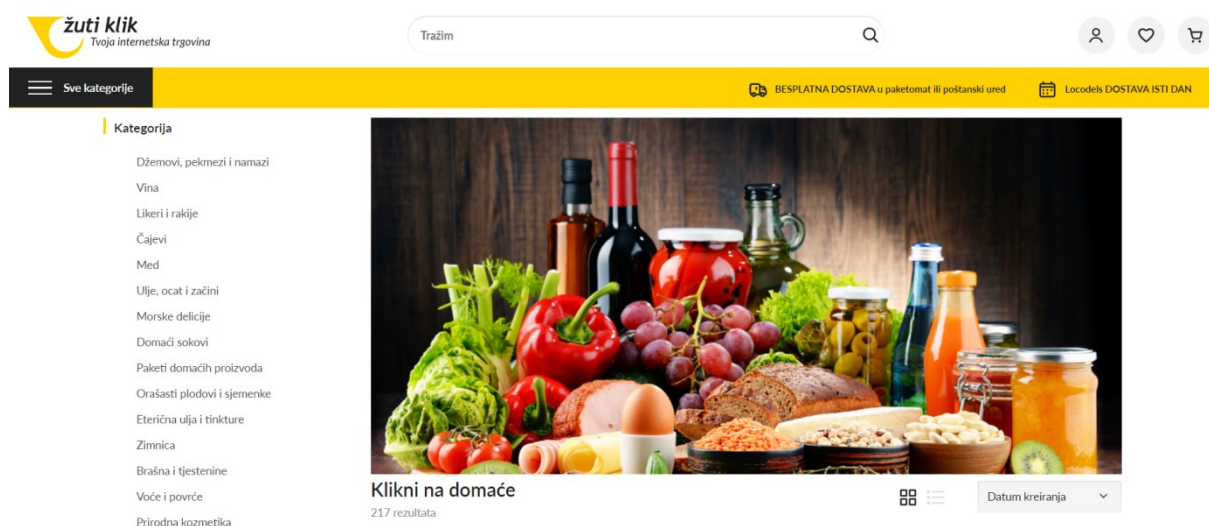 žuti klik
Tvoja internetska trgovina
Tražim
Sve kategorije
BESPLATNA DOSTAVA u paketomat ili poštanski ured
Locodels DOSTAVA ISTI DAN
Kategorija
Džemovi, pekmezi i namazi
Vina
Likeri i rakije
Čajevi
Med
Ulje, ocat i začini
Morske delicije
Domaći sokovi
Paketi domaćih proizvoda
Orašasti plodovi i sjemenke
Eterična ulja i tinkture
Zimnica
Brašna i tjestenine
Voće i povrće
Prirodna kozmetika
Klikni na domaće
217 rezultata
Datum kreiranja